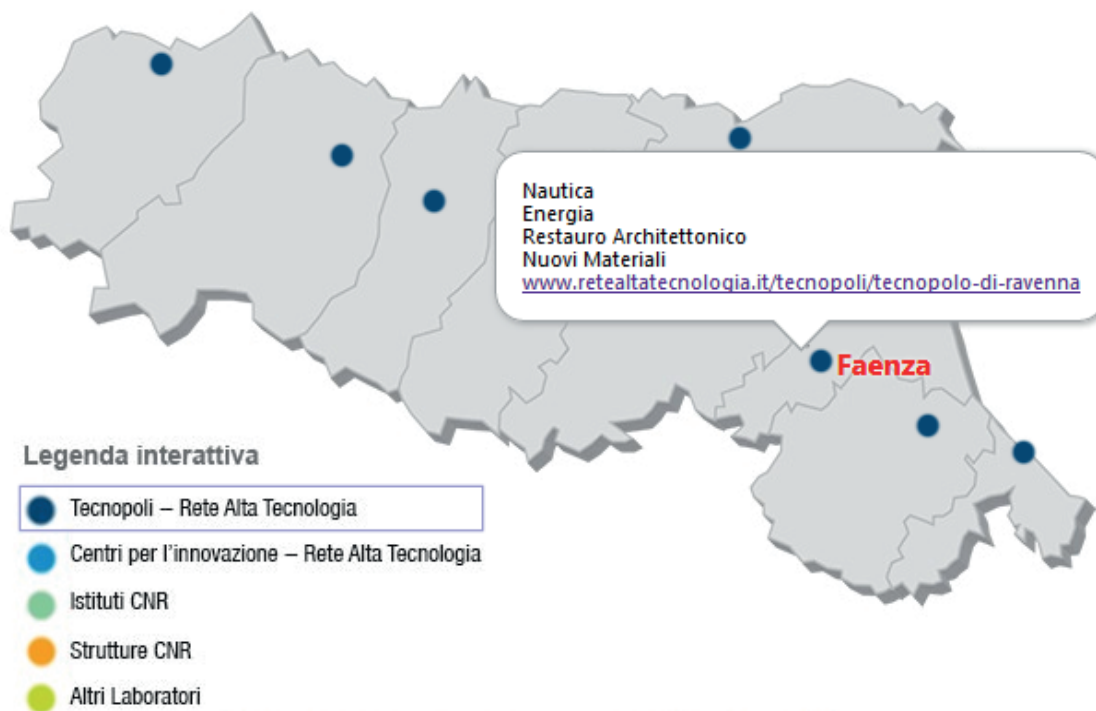 Nautica
Energia
Restauro Architettonico
Nuovi Materiali
www.retealtatecnologia.it/tecnopoli/tecnopolo-di-ravenna
Faenza
Legenda interattiva
Tecnopoli – Rete Alta Tecnologia
Centri per l'innovazione – Rete Alta Tecnologia
Istituti CNR
Strutture CNR
Altri Laboratori